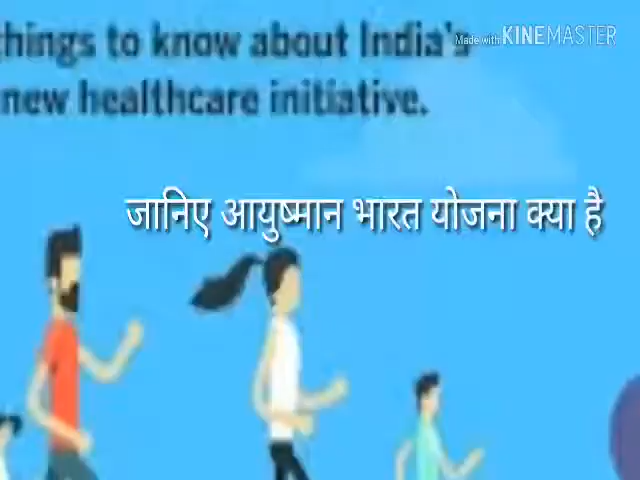 things to know about India's
new healthcare initiative.
Made with KINEMASTER
जानिए आयुष्मान भारत योजना क्या है